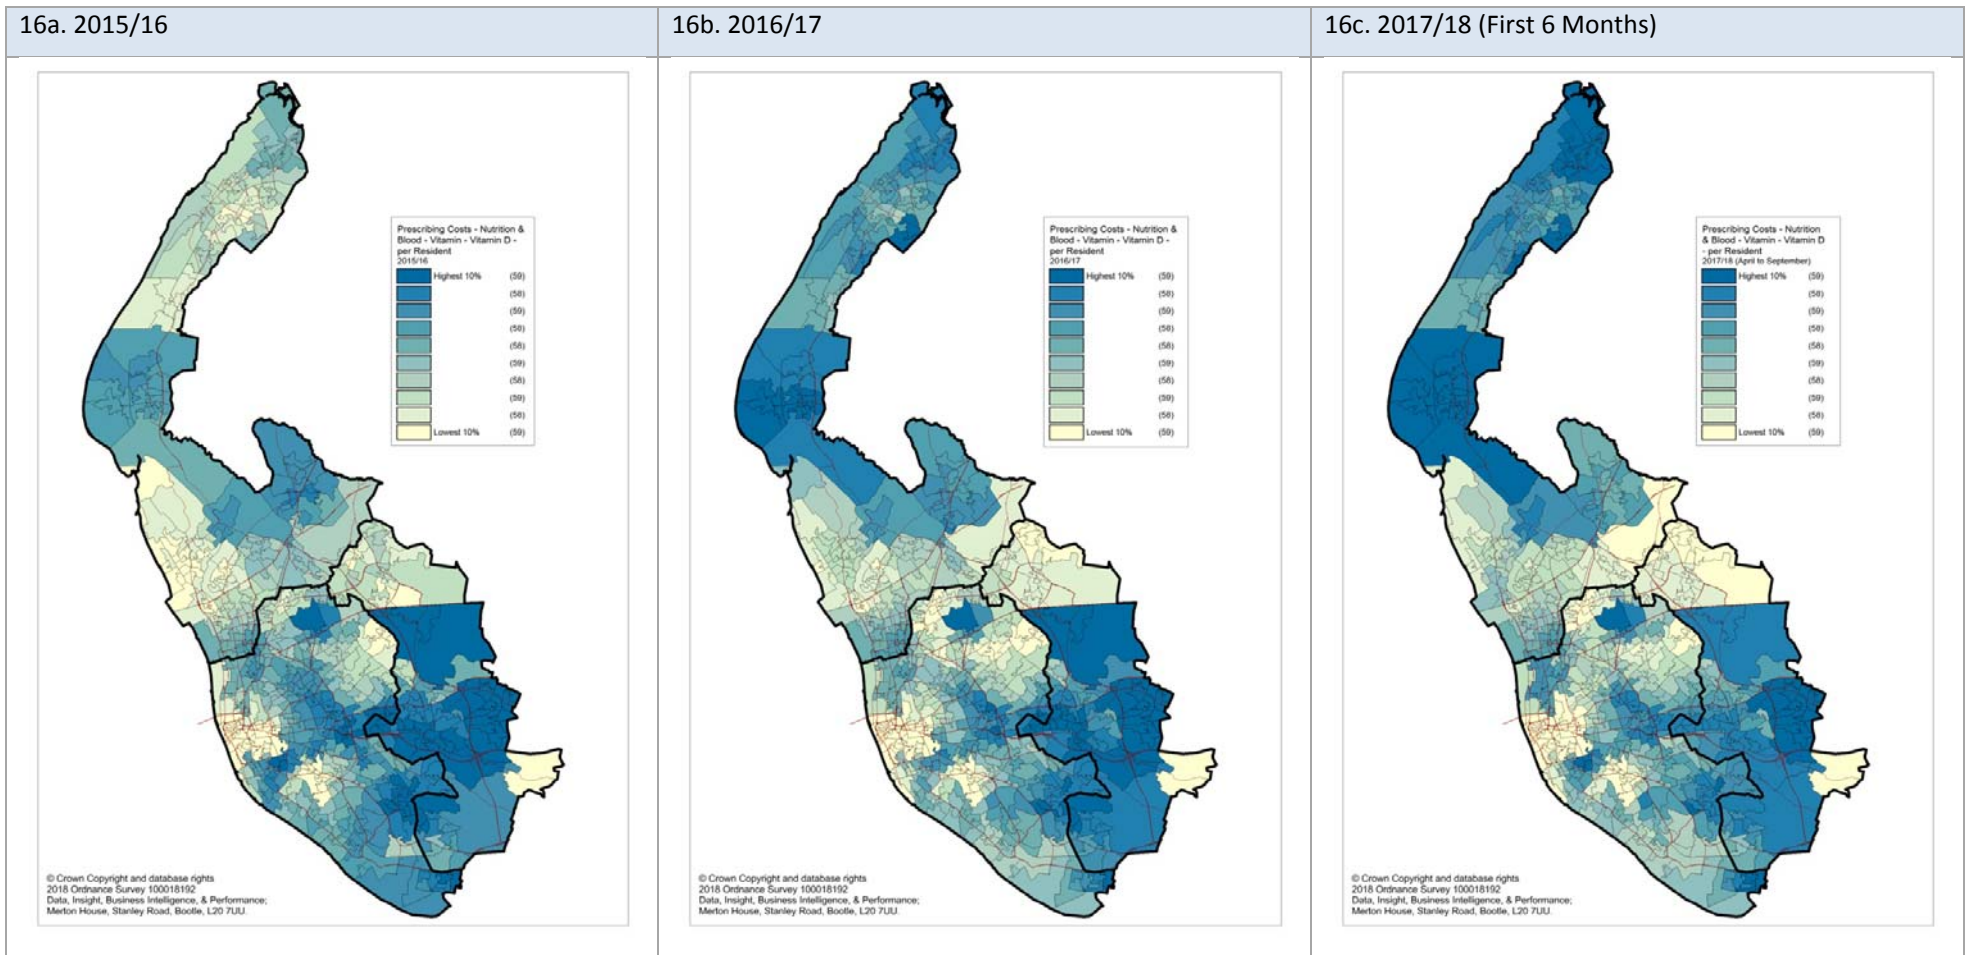 16a. 2015/16
16b. 2016/17
16c. 2017/18 (First 6 Months)
Prescribing Costs - Nutrition &
Blood - Vitamin - Vitamin D -
per Resident
2015/16
Highest 10% (59)
(58)
(59)
(58)
(58)
(59)
(58)
(59)
(58)
Lowest 10% (59)
© Crown Copyright and database rights
2018 Ordnance Survey 100018192
Data, Insight, Business Intelligence, & Performance;
Merton House, Stanley Road, Bootle, L20 7UU.
Prescribing Costs - Nutrition &
Blood - Vitamin - Vitamin D -
per Resident
2016/17
Highest 10% (59)
(58)
(59)
(58)
(58)
(59)
(58)
(59)
(58)
Lowest 10% (59)
© Crown Copyright and database rights
2018 Ordnance Survey 100018192
Data, Insight, Business Intelligence, & Performance;
Merton House, Stanley Road, Bootle, L20 7UU.
Prescribing Costs - Nutrition
& Blood - Vitamin - Vitamin D
- per Resident
2017/18 (April to September)
Highest 10% (59)
(58)
(59)
(58)
(58)
(59)
(58)
(59)
(58)
Lowest 10% (59)
© Crown Copyright and database rights
2018 Ordnance Survey 100018192
Data, Insight, Business Intelligence, & Performance;
Merton House, Stanley Road, Bootle, L20 7UU.